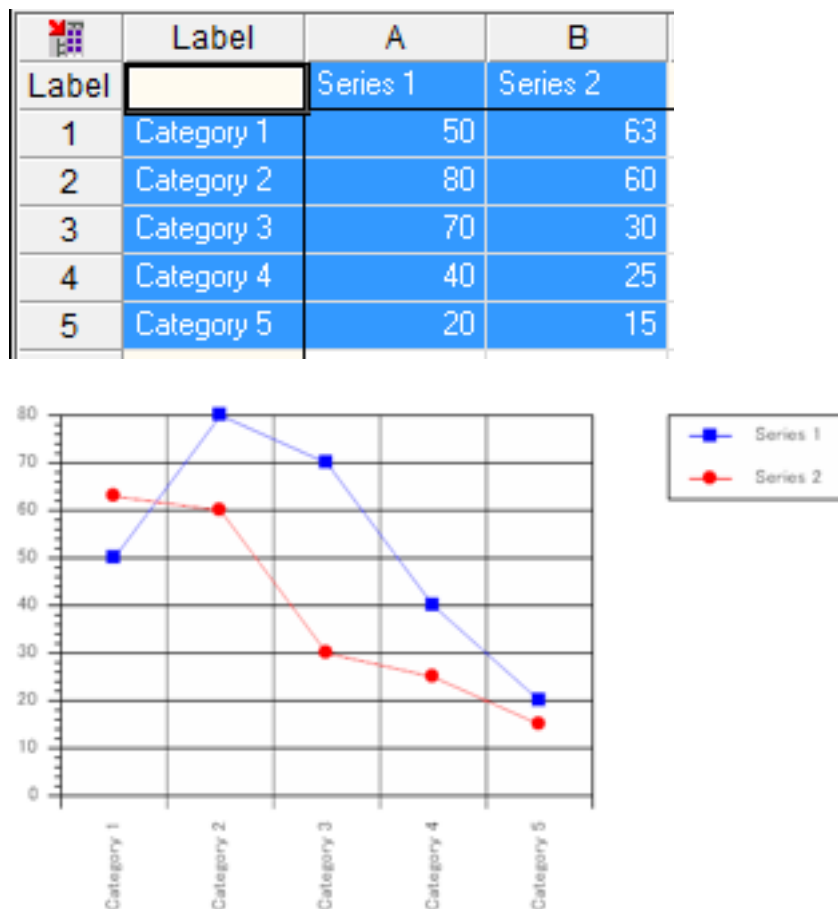 Label A B
Label Series 1 Series 2
1 Category 1 50 63
2 Category 2 80 60
3 Category 3 70 30
4 Category 4 40 25
5 Category 5 20 15
80
70
60
50
40
30
20
10
0
Category 1
Category 2
Category 3
Category 4
Category 5
Series 1
Series 2